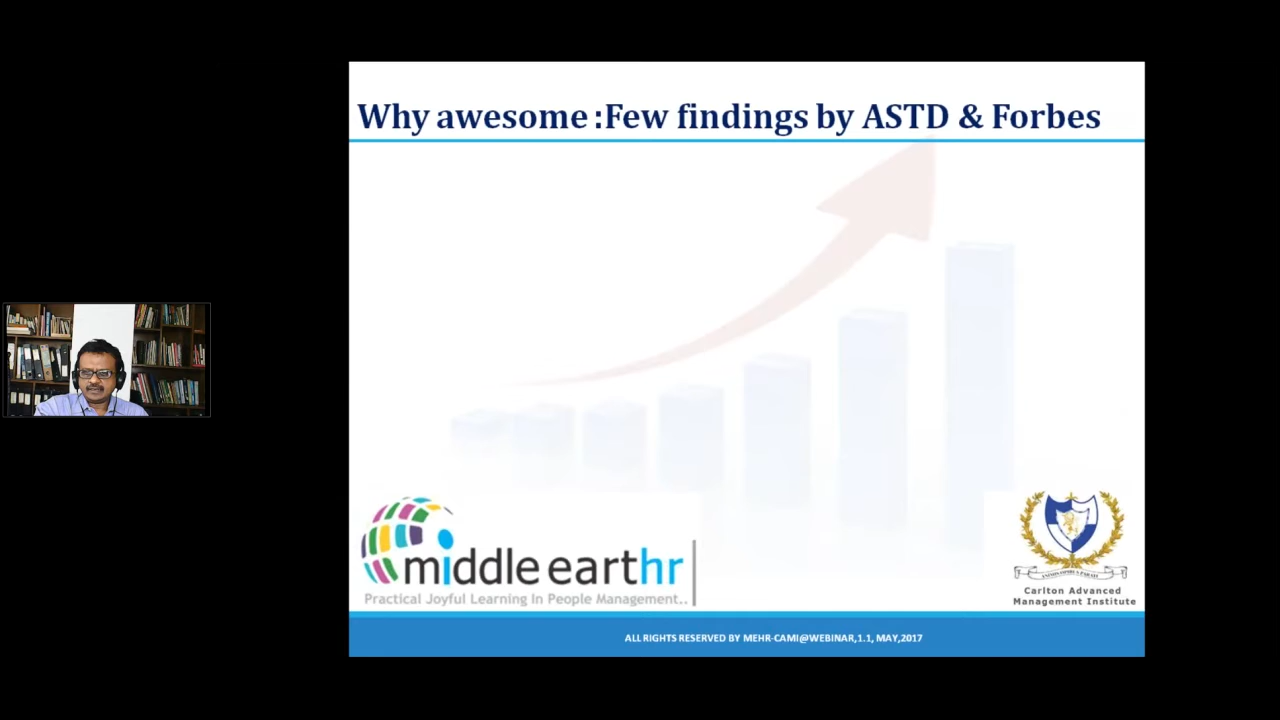 Why awesome :Few findings by ASTD & Forbes
middle earthr
Practical Joyful Learning In People Management..
Carlton Advanced
Management Institute
ALL RIGHTS RESERVED BY MEHR-CAMI@WEBINAR,1.1, MAY,2017